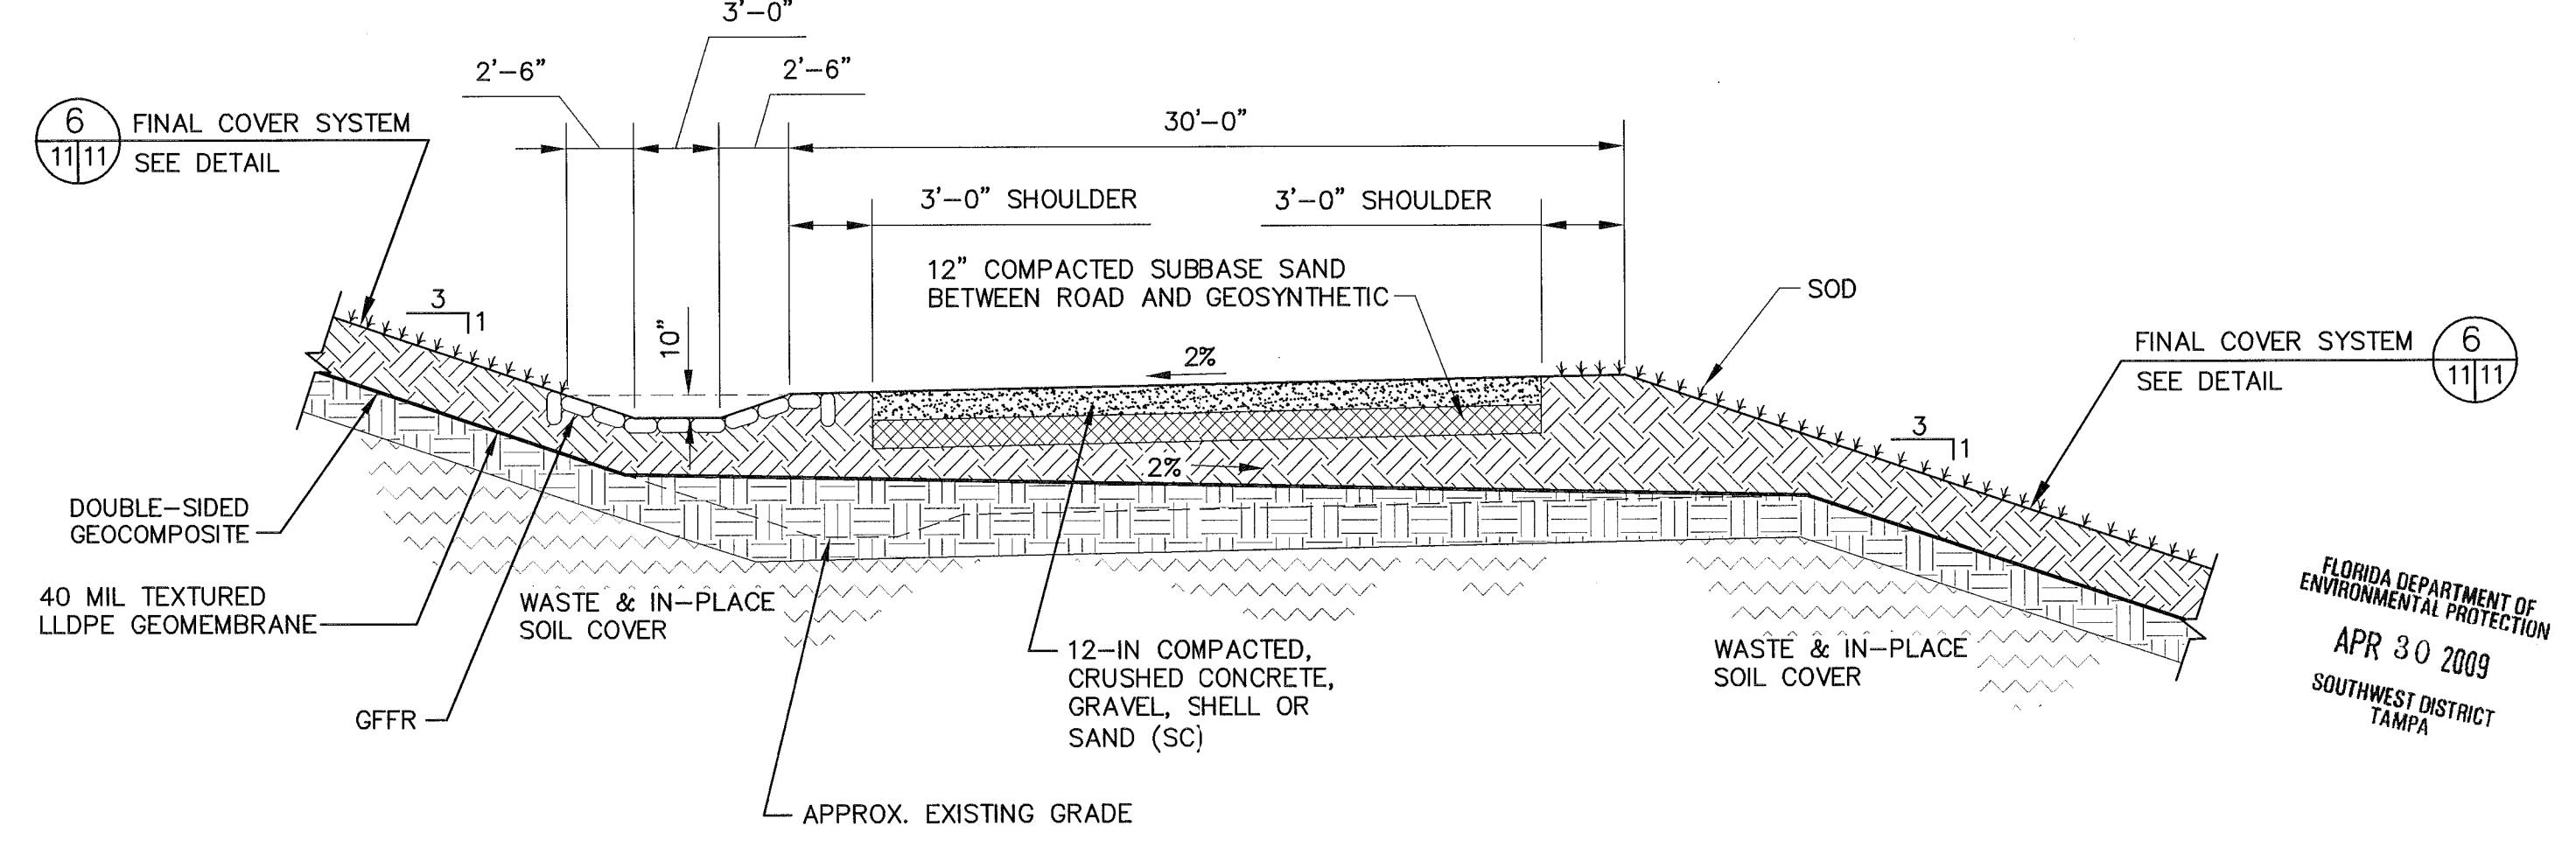 3'-0"
2'-6"
2'-6"
6
11 11
FINAL COVER SYSTEM
SEE DETAIL
30'-0"
3'-0" SHOULDER
3'-0" SHOULDER
12" COMPACTED SUBBASE SAND
BETWEEN ROAD AND GEOSYNTHETIC
SOD
3
1
10"
2%
FINAL COVER SYSTEM
SEE DETAIL
6
11 11
3
1
2%
DOUBLE-SIDED
GEOCOMPOSITE
40 MIL TEXTURED
LLDPE GEOMEMBRANE
WASTE & IN-PLACE
SOIL COVER
GFFR
12-IN COMPACTED,
CRUSHED CONCRETE,
GRAVEL, SHELL OR
SAND (SC)
WASTE & IN-PLACE
SOIL COVER
APPROX. EXISTING GRADE
FLORIDA DEPARTMENT OF
ENVIRONMENTAL PROTECTION
APR 30 2009
SOUTHWEST DISTRICT
TAMPA